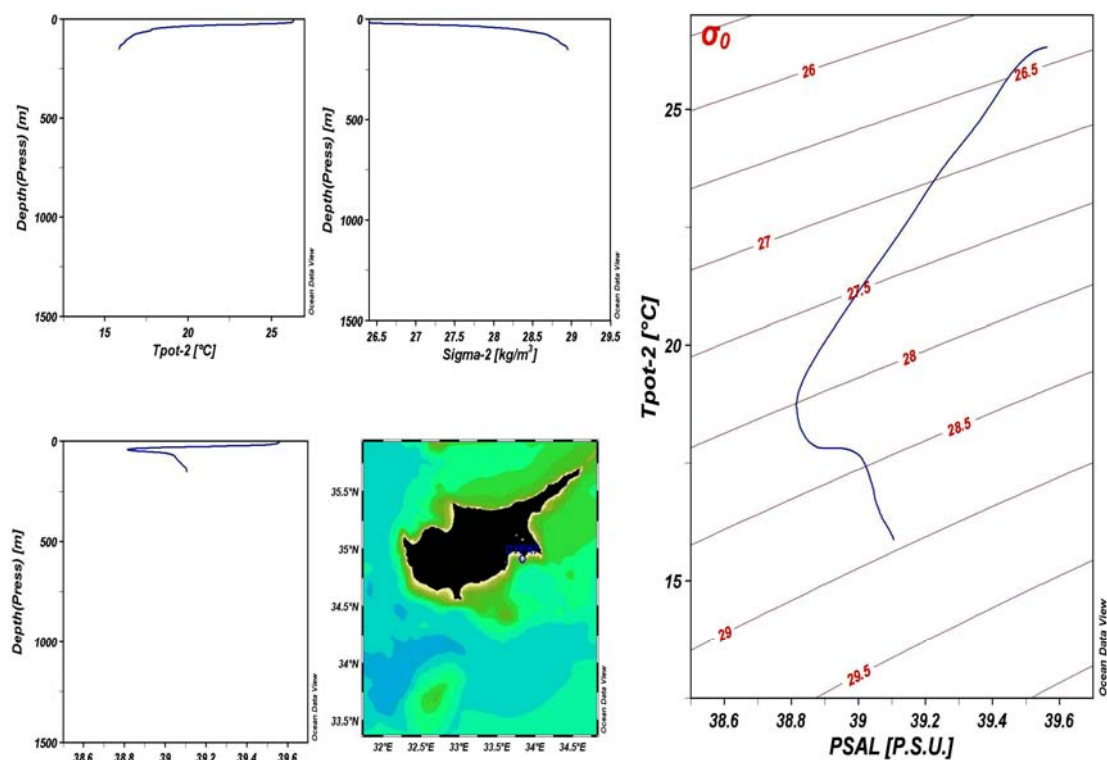 0
500
1000
1500
15 20 25
Depth(Press) [m]
Tpot-2 [ºC]
Ocean Data View
0
500
1000
1500
26.5 27 27.5 28 28.5 29 29.5
Depth(Press) [m]
Sigma-2 [kg/m³]
Ocean Data View
σ0
26
26.5
27
27.5
28
28.5
29
29.5
25
20
15
Tpot-2 [°C]
38.6 38.8 39 39.2 39.4 39.6
PSAL [P.S.U.]
Ocean Data View
0
500
1000
1500
38.6 38.8 39 39.2 39.4 39.6
Depth(Press) [m]
Ocean Data View
35.5°N
35°N
34.5°N
34°N
33.5°N
32°E 32.5°E 33°E 33.5°E 34°E 34.5°E
Ocean Data View